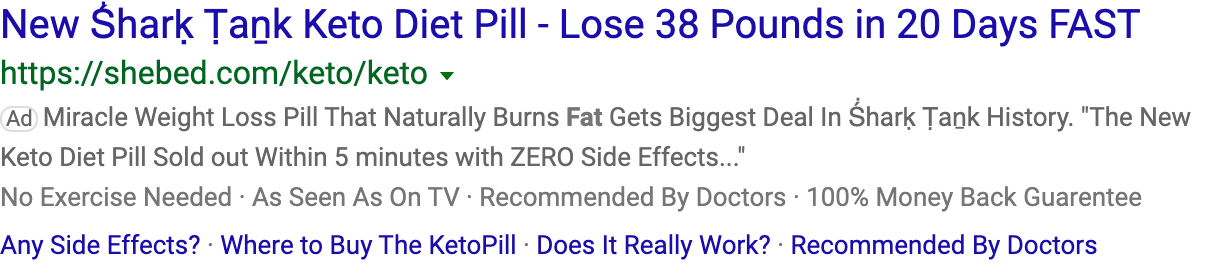 New Ṥharḳ Ṭaṉk Keto Diet Pill - Lose 38 Pounds in 20 Days FAST
https://shebed.com/keto/keto
Ad Miracle Weight Loss Pill That Naturally Burns Fat Gets Biggest Deal In Ṥharḳ Ṭaṉk History. "The New
Keto Diet Pill Sold out Within 5 minutes with ZERO Side Effects..."
No Exercise Needed · As Seen As On TV · Recommended By Doctors · 100% Money Back Guarentee
Any Side Effects? · Where to Buy The KetoPill · Does It Really Work? · Recommended By Doctors